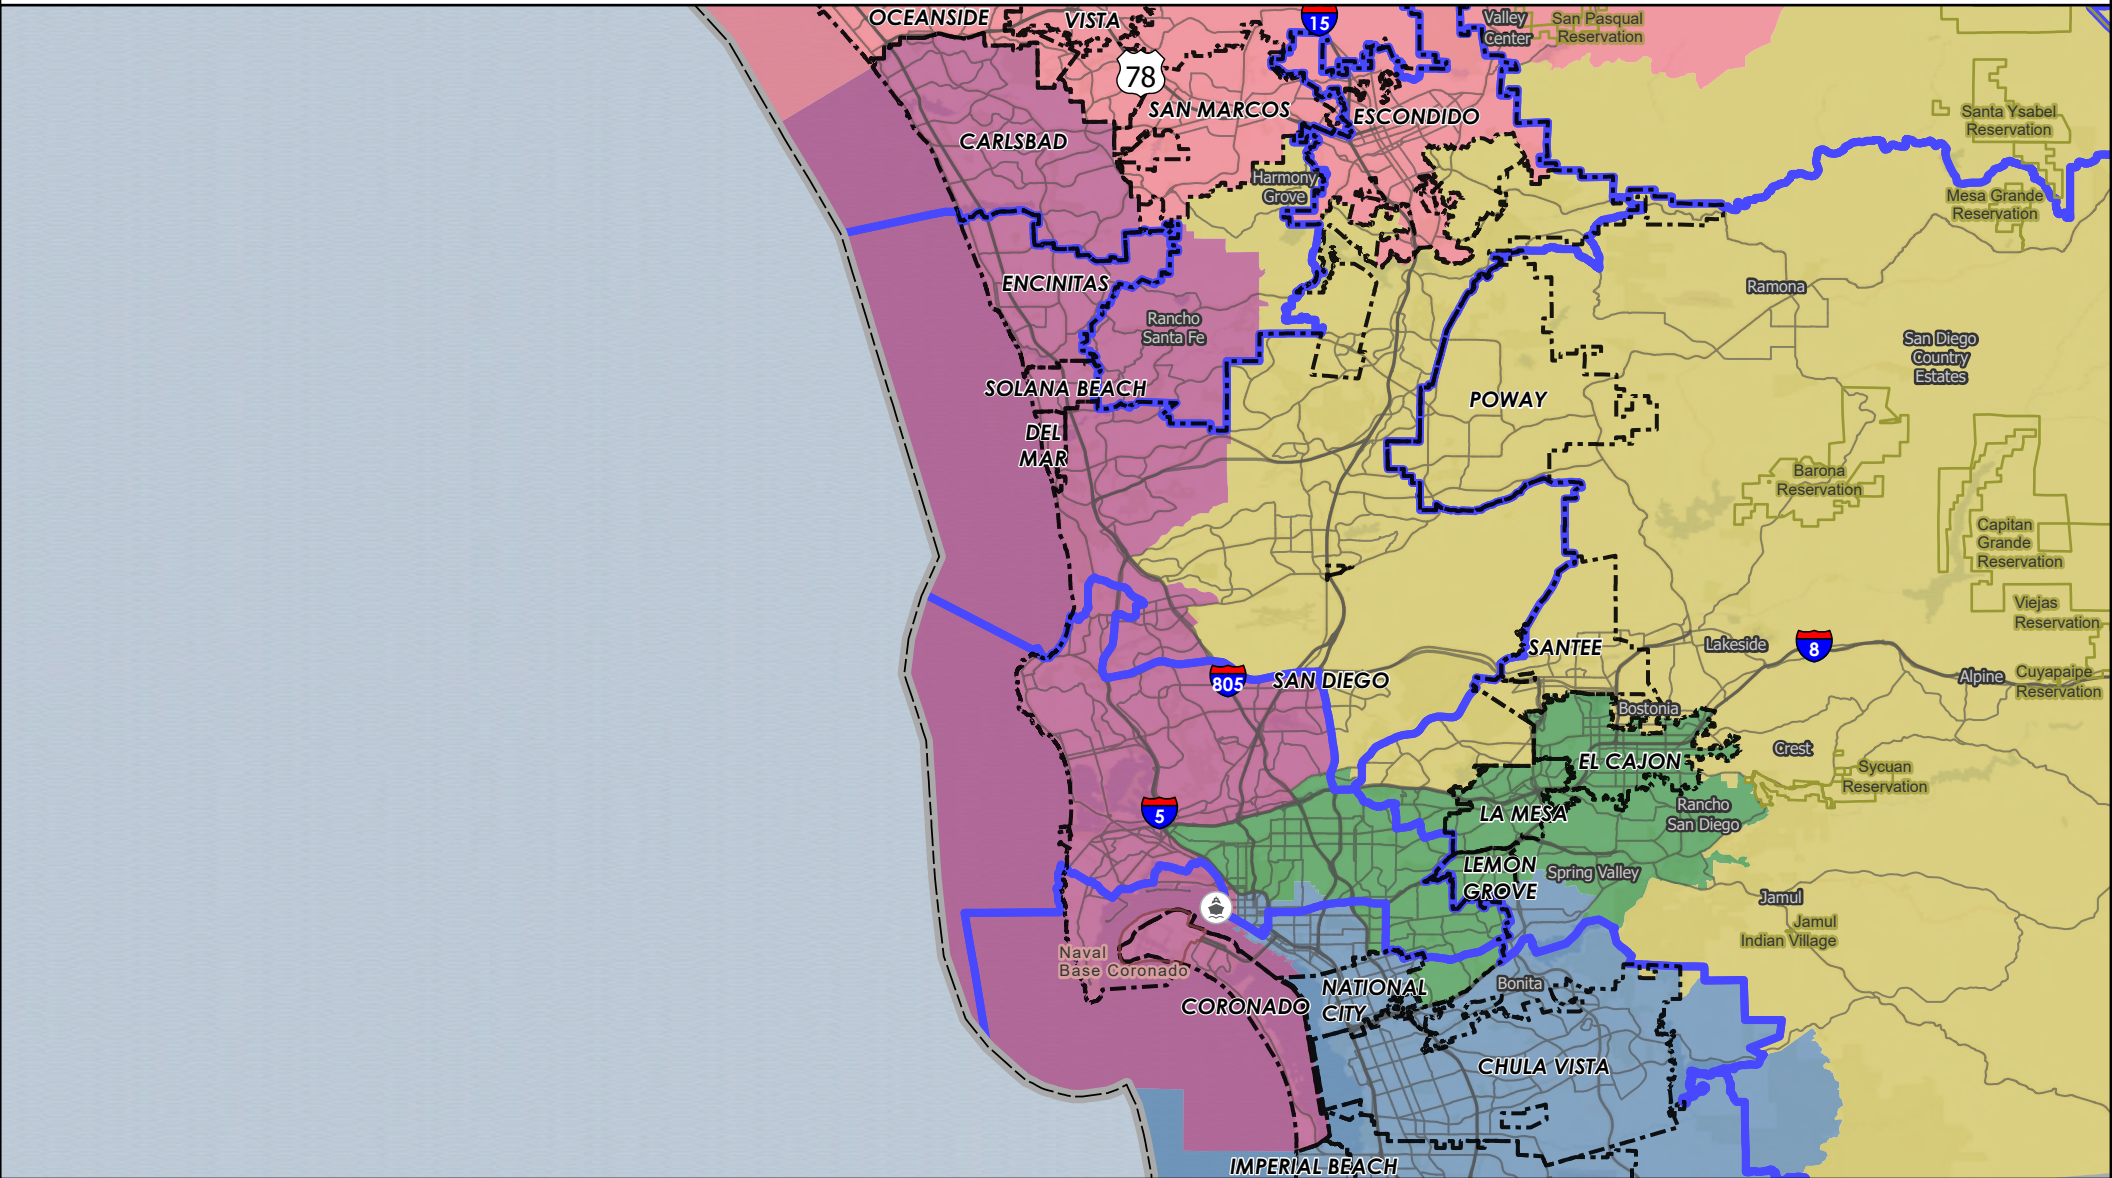 OCEANSIDE
VISTA
15
Valley
Center
San Pasqual
Reservation
78
SAN MARCOS
ESCONDIDO
Santa Ysabel
Reservation
CARLSBAD
Harmony
Grove
Mesa Grande
Reservation
ENCINITAS
Ramona
Rancho
Santa Fe
San Diego
Country
Estates
SOLANA BEACH
POWAY
DEL
MAR
Barona
Reservation
Capitan
Grande
Reservation
Viejas
Reservation
SANTEE
Lakeside
8
805
SAN DIEGO
Alpine
Cuyapaipe
Reservation
Bostonia
EL CAJON
Crest
Sycuan
Reservation
5
LA MESA
Rancho
San Diego
LEMON
GROVE
Spring Valley
Jamul
Jamul
Indian Village
Naval
Base Coronado
CORONADO
NATIONAL
CITY
Bonita
CHULA VISTA
IMPERIAL BEACH